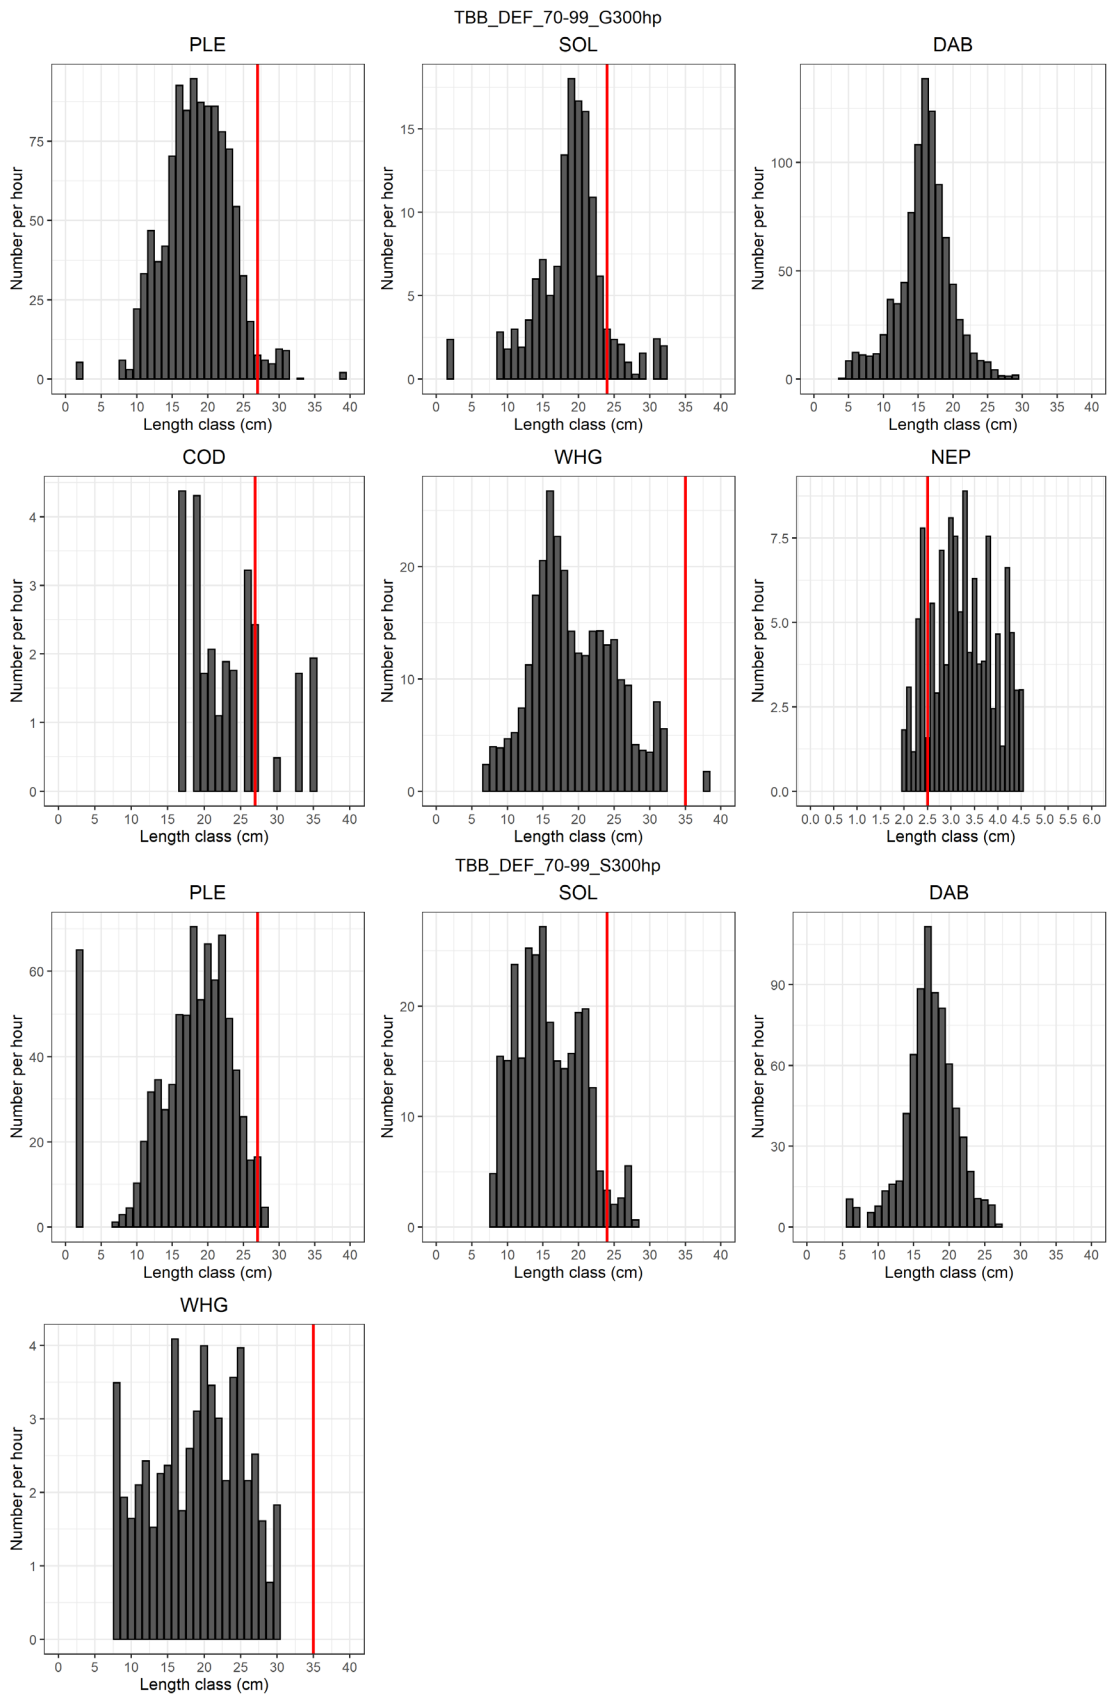 TBB_DEF_70-99_G300hp
PLE SOL DAB
Number per hour
75
50
25
0
0 5 10 15 20 25 30 35 40
Length class (cm)
Number per hour
15
10
5
0
0 5 10 15 20 25 30 35 40
Length class (cm)
Number per hour
100
50
0
0 5 10 15 20 25 30 35 40
Length class (cm)
COD WHG NEP
Number per hour
4
3
2
1
0
0 5 10 15 20 25 30 35 40
Length class (cm)
Number per hour
20
10
0
0 5 10 15 20 25 30 35 40
Length class (cm)
Number per hour
7.5
5.0
2.5
0.0
0.0 0.5 1.0 1.5 2.0 2.5 3.0 3.5 4.0 4.5 5.0 5.5 6.0
Length class (cm)
TBB_DEF_70-99_S300hp
PLE SOL DAB
Number per hour
60
40
20
0
0 5 10 15 20 25 30 35 40
Length class (cm)
Number per hour
20
10
0
0 5 10 15 20 25 30 35 40
Length class (cm)
Number per hour
90
60
30
0
0 5 10 15 20 25 30 35 40
Length class (cm)
WHG
Number per hour
4
3
2
1
0
0 5 10 15 20 25 30 35 40
Length class (cm)